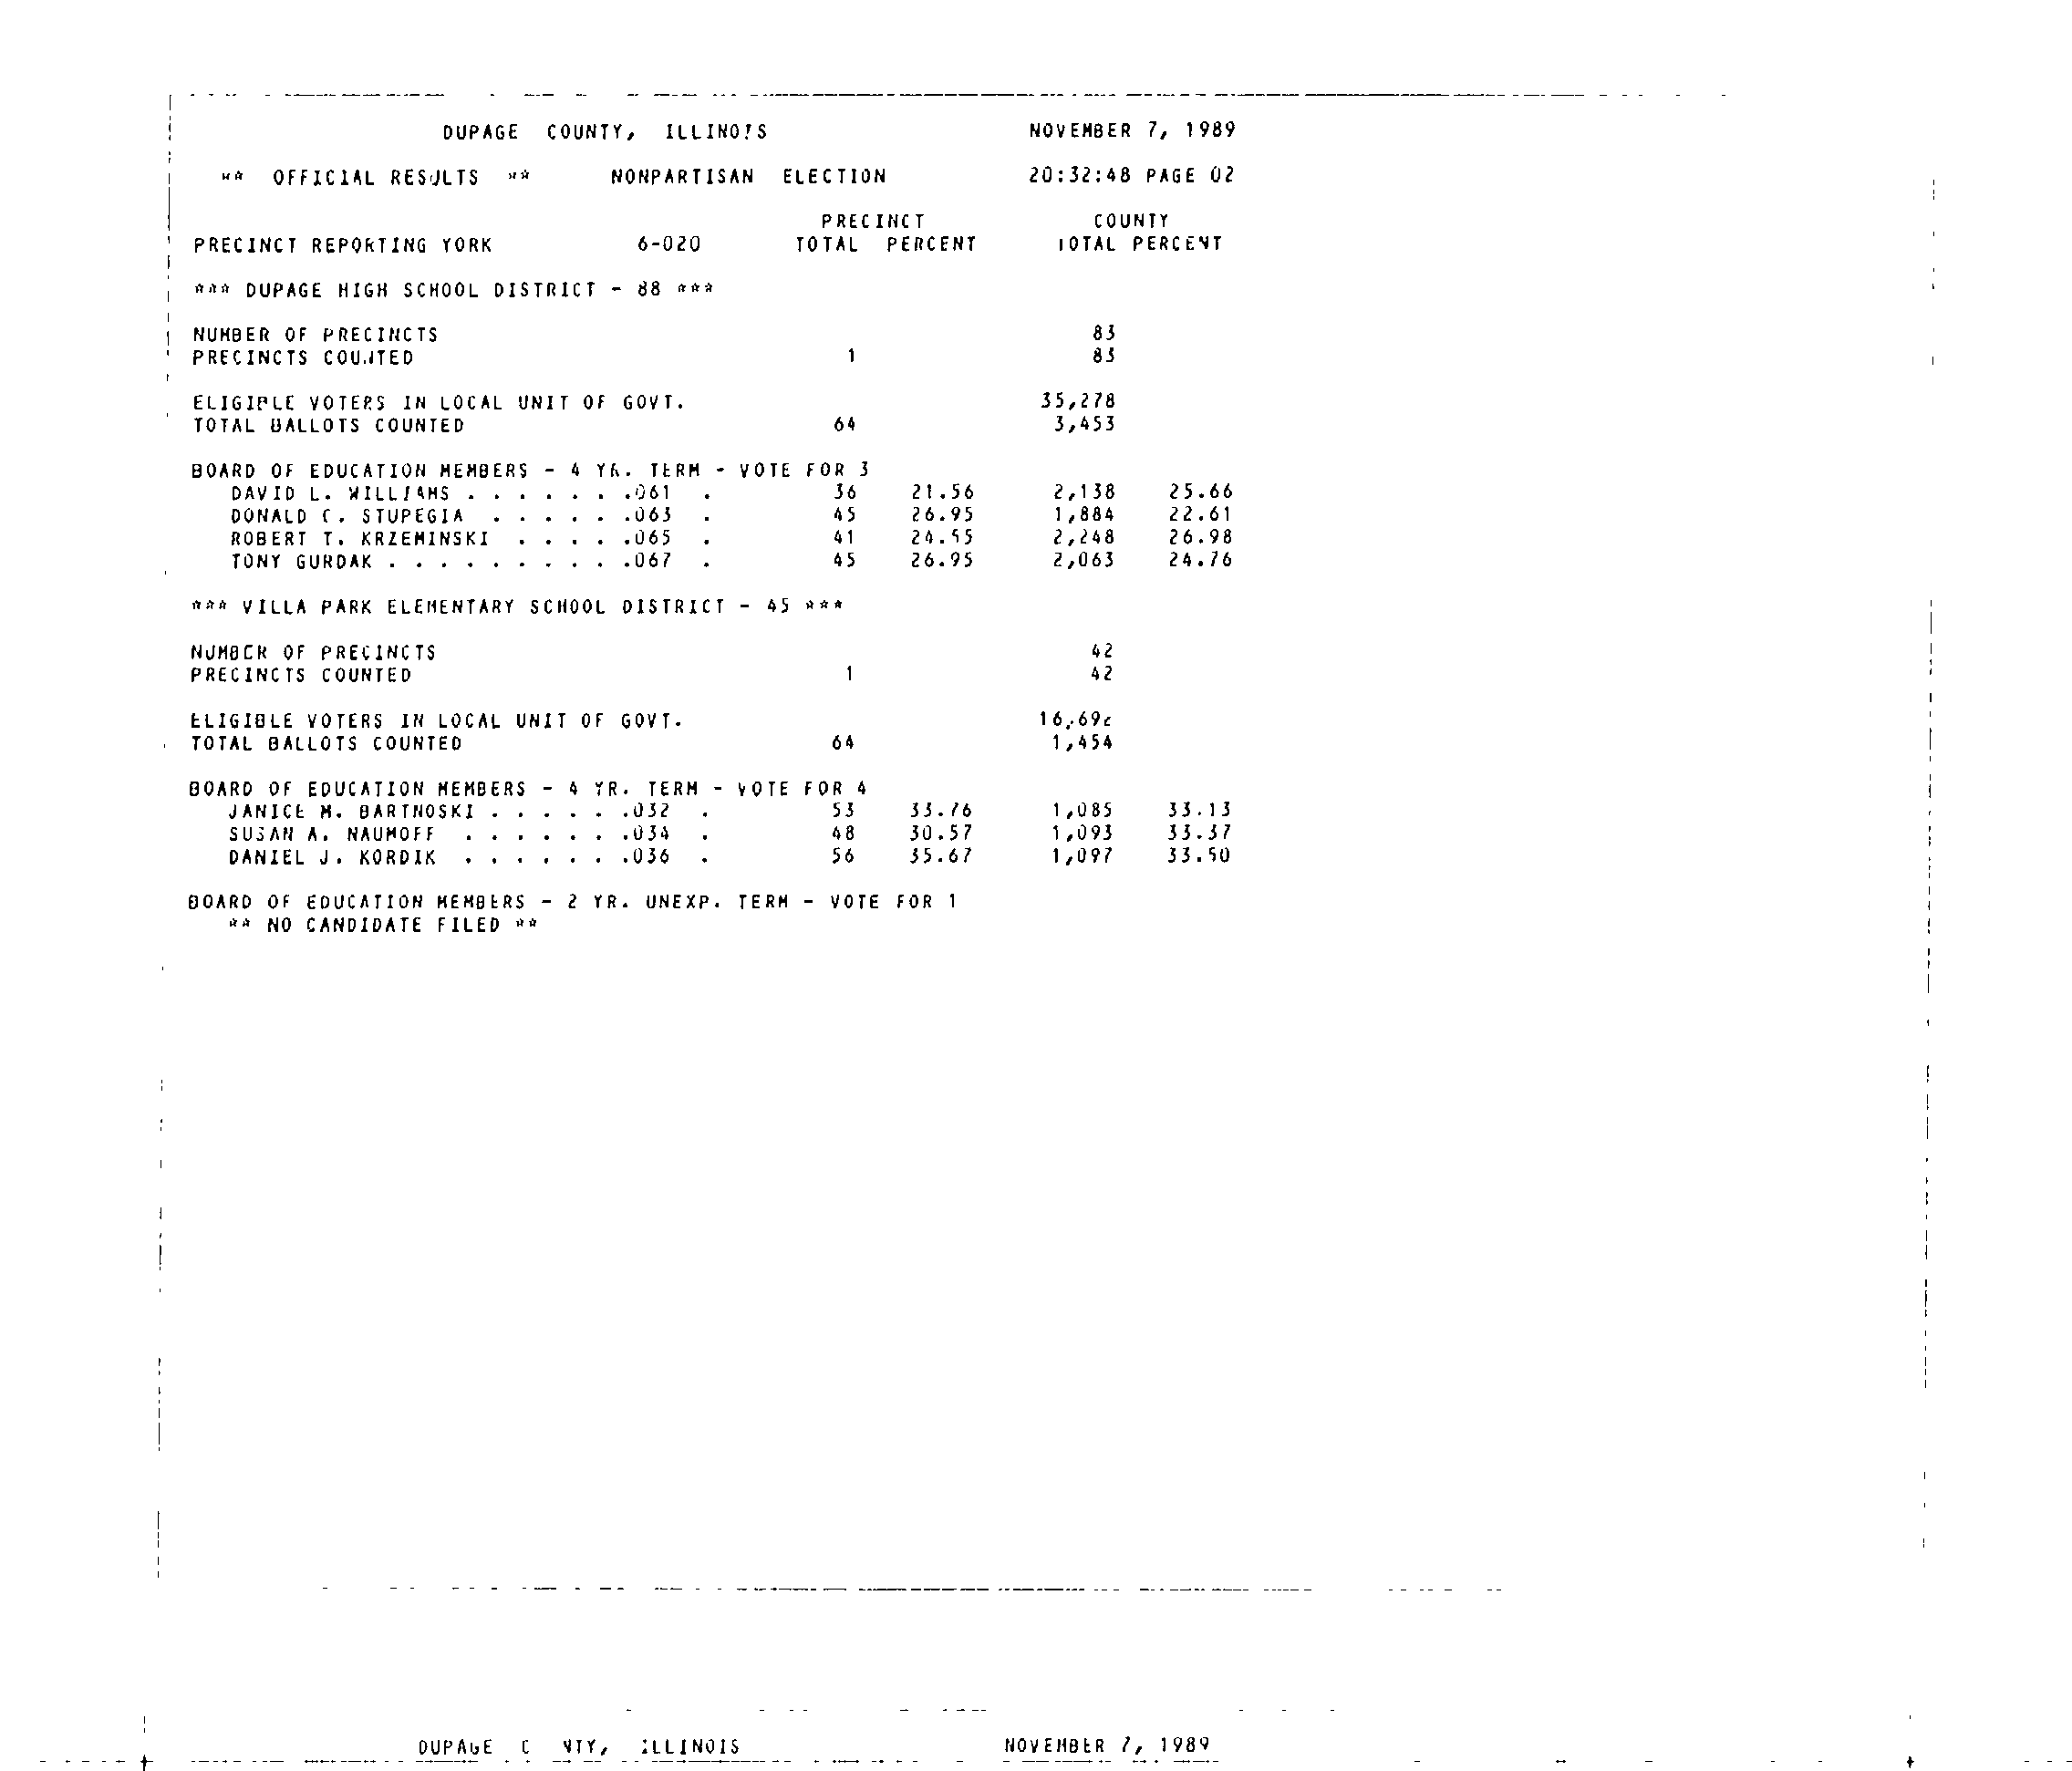 DUPAGE COUNTY, ILLINOIS NOVEMBER 7, 1989
** OFFICIAL RESULTS ** NONPARTISAN ELECTION 20:32:48 PAGE 02
PRECINCT COUNTY
PRECINCT REPORTING YORK 6-020 TOTAL PERCENT TOTAL PERCENT
*** DUPAGE HIGH SCHOOL DISTRICT - 88 ***
NUMBER OF PRECINCTS 83
PRECINCTS COUNTED 1 83
ELIGIBLE VOTERS IN LOCAL UNIT OF GOVT. 35,278
TOTAL BALLOTS COUNTED 64 3,453
BOARD OF EDUCATION MEMBERS - 4 YR. TERM - VOTE FOR 3
DAVID L. WILLIAMS . . . . . . .061 . 36 21.56 2,138 25.66
DONALD C. STUPEGIA . . . . . .063 . 45 26.95 1,884 22.61
ROBERT T. KRZEMINSKI . . . . .065 . 41 24.55 2,248 26.98
TONY GURDAK . . . . . . . . . .067 . 45 26.95 2,063 24.76
*** VILLA PARK ELEMENTARY SCHOOL DISTRICT - 45 ***
NUMBER OF PRECINCTS 42
PRECINCTS COUNTED 1 42
ELIGIBLE VOTERS IN LOCAL UNIT OF GOVT.
TOTAL BALLOTS COUNTED 64 1,454
BOARD OF EDUCATION MEMBERS - 4 YR. TERM - VOTE FOR 4
JANICE M. BARTNOSKI . . . . . .032 . 53 33.76 1,085 33.13
SUSAN A. NAUMOFF . . . . . . .034 . 48 30.57 1,093 33.37
DANIEL J. KORDIK . . . . . . .036 . 56 35.67 1,097 33.50
BOARD OF EDUCATION MEMBERS - 2 YR. UNEXP. TERM - VOTE FOR 1
** NO CANDIDATE FILED **
DUPAGE ILLINOIS NOVEMBER 7, 1989